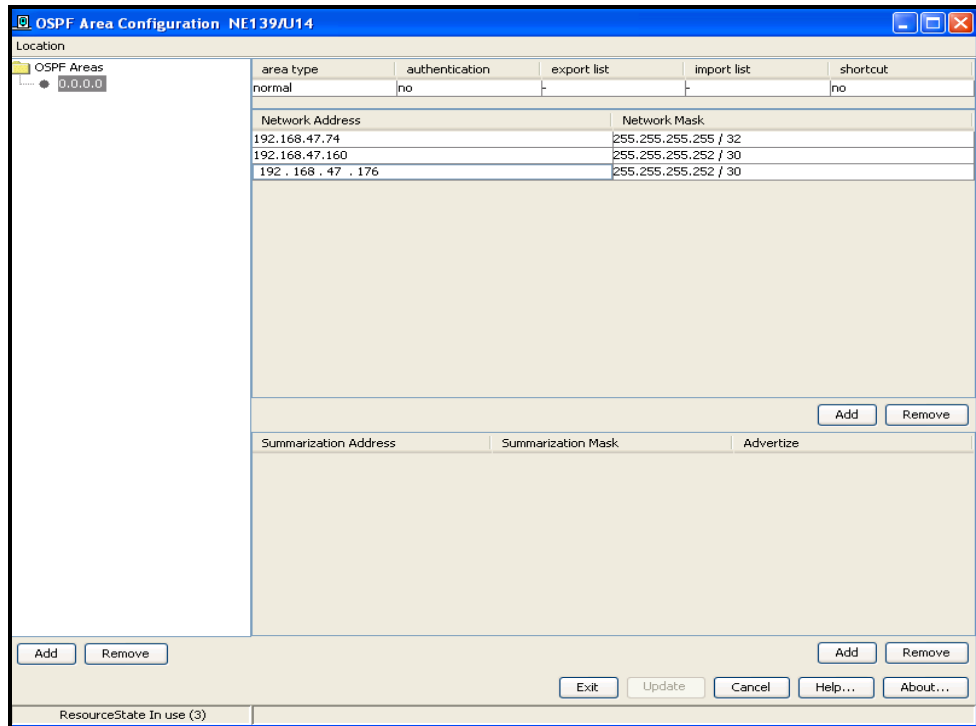 OSPF Area Configuration NE139/U14
Location
OSPF Areas
0.0.0.0
area type authentication export list import list shortcut
normal no - - no
Network Address Network Mask
192.168.47.74 255.255.255.255 / 32
192.168.47.160 255.255.255.252 / 30
192 . 168 . 47 . 176 255.255.255.252 / 30
Add Remove
Summarization Address Summarization Mask Advertize
Add Remove
Add Remove
Exit Update Cancel Help... About...
ResourceState In use (3)